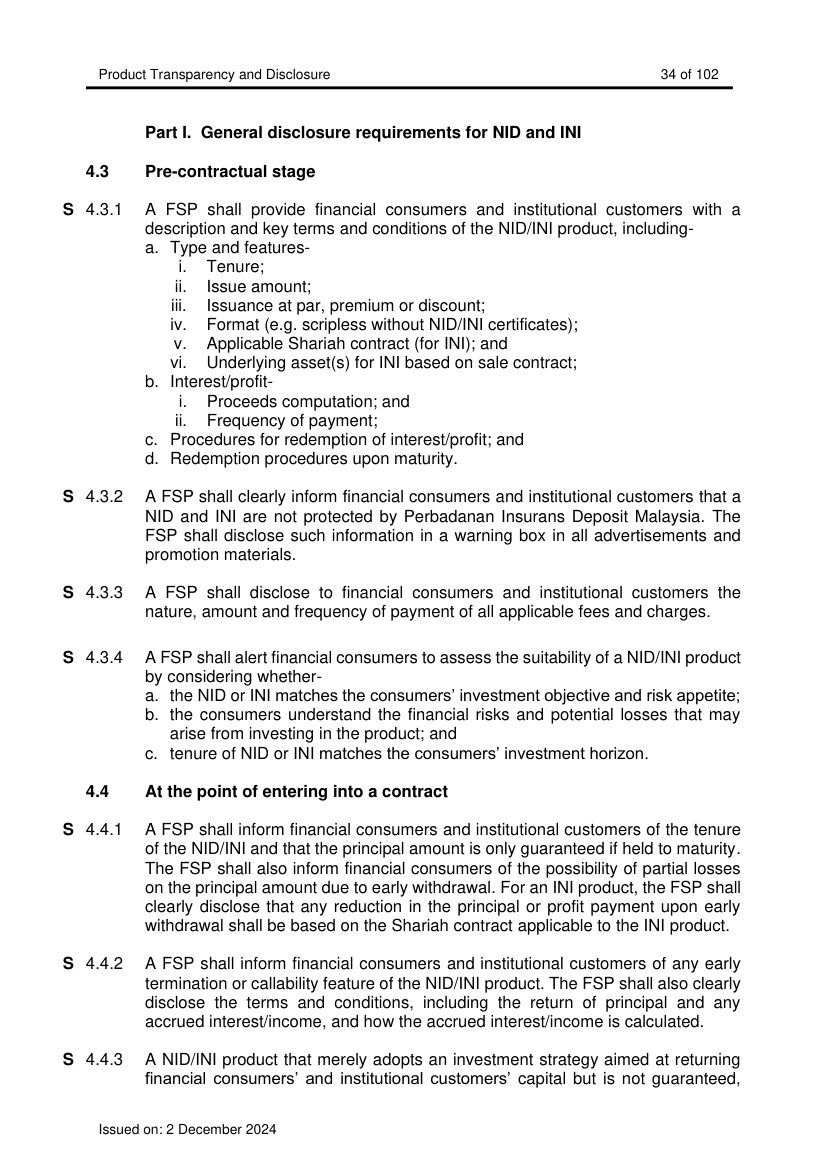 Product Transparency and Disclosure 34 of 102
Part I. General disclosure requirements for NID and INI
4.3 Pre-contractual stage
S 4.3.1 A FSP shall provide financial consumers and institutional customers with a
description and key terms and conditions of the NID/INI product, including-
a. Type and features-
i. Tenure;
ii. Issue amount;
iii. Issuance at par, premium or discount;
iv. Format (e.g. scripless without NID/INI certificates);
v. Applicable Shariah contract (for INI); and
vi. Underlying asset(s) for INI based on sale contract;
b. Interest/profit-
i. Proceeds computation; and
ii. Frequency of payment;
c. Procedures for redemption of interest/profit; and
d. Redemption procedures upon maturity.
S 4.3.2 A FSP shall clearly inform financial consumers and institutional customers that a
NID and INI are not protected by Perbadanan Insurans Deposit Malaysia. The
FSP shall disclose such information in a warning box in all advertisements and
promotion materials.
S 4.3.3 A FSP shall disclose to financial consumers and institutional customers the
nature, amount and frequency of payment of all applicable fees and charges.
S 4.3.4 A FSP shall alert financial consumers to assess the suitability of a NID/INI product
by considering whether-
a. the NID or INI matches the consumers’ investment objective and risk appetite;
b. the consumers understand the financial risks and potential losses that may
arise from investing in the product; and
c. tenure of NID or INI matches the consumers’ investment horizon.
4.4 At the point of entering into a contract
S 4.4.1 A FSP shall inform financial consumers and institutional customers of the tenure
of the NID/INI and that the principal amount is only guaranteed if held to maturity.
The FSP shall also inform financial consumers of the possibility of partial losses
on the principal amount due to early withdrawal. For an INI product, the FSP shall
clearly disclose that any reduction in the principal or profit payment upon early
withdrawal shall be based on the Shariah contract applicable to the INI product.
S 4.4.2 A FSP shall inform financial consumers and institutional customers of any early
termination or callability feature of the NID/INI product. The FSP shall also clearly
disclose the terms and conditions, including the return of principal and any
accrued interest/income, and how the accrued interest/income is calculated.
S 4.4.3 A NID/INI product that merely adopts an investment strategy aimed at returning
financial consumers’ and institutional customers’ capital but is not guaranteed,
Issued on: 2 December 2024